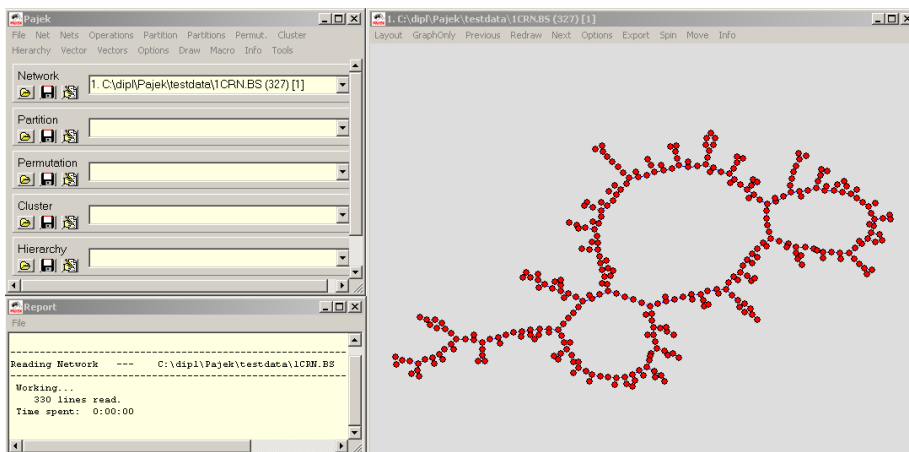 Pajek
File Net Nets Operations Partition Partitions Permut. Cluster
Hierarchy Vector Vectors Options Draw Macro Info Tools
Network
1. C:\dipl\Pajek\testdata\1CRN.BS (327) [1]
Partition
Permutation
Cluster
Hierarchy
Report
File
Reading Network --- C:\dipl\Pajek\testdata\1CRN.BS
Working...
330 lines read.
Time spent: 0:00:00
1. C:\dipl\Pajek\testdata\1CRN.BS (327) [1]
Layout GraphOnly Previous Redraw Next Options Export Spin Move Info